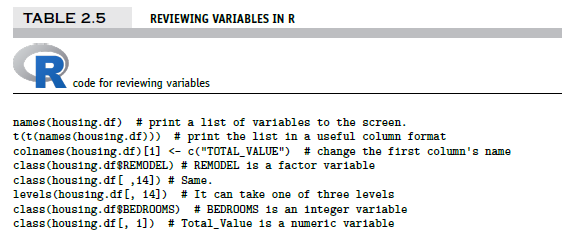 TABLE 2.5 REVIEWING VARIABLES IN R
R code for reviewing variables
names(housing.df) # print a list of variables to the screen.
t(t(names(housing.df))) # print the list in a useful column format
colnames(housing.df)[1] <- c("TOTAL_VALUE") # change the first column's name
class(housing.df$REMODEL) # REMODEL is a factor variable
class(housing.df[ ,14]) # Same.
levels(housing.df[, 14]) # It can take one of three levels
class(housing.df$BEDROOMS) # BEDROOMS is an integer variable
class(housing.df[, 1]) # Total_Value is a numeric variable